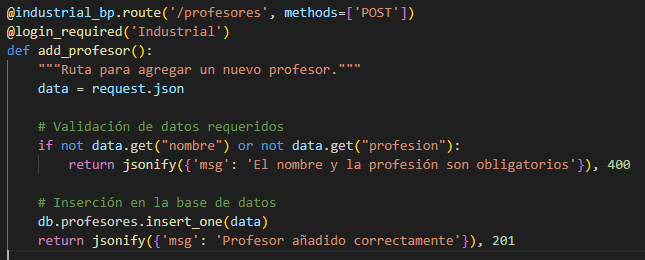 @industrial_bp.route('/profesores', methods=['POST'])
@login_required('Industrial')
def add_profesor():
    """Ruta para agregar un nuevo profesor."""
    data = request.json

    # Validación de datos requeridos
    if not data.get("nombre") or not data.get("profesion"):
        return jsonify({'msg': 'El nombre y la profesión son obligatorios'}), 400

    # Inserción en la base de datos
    db.profesores.insert_one(data)
    return jsonify({'msg': 'Profesor añadido correctamente'}), 201